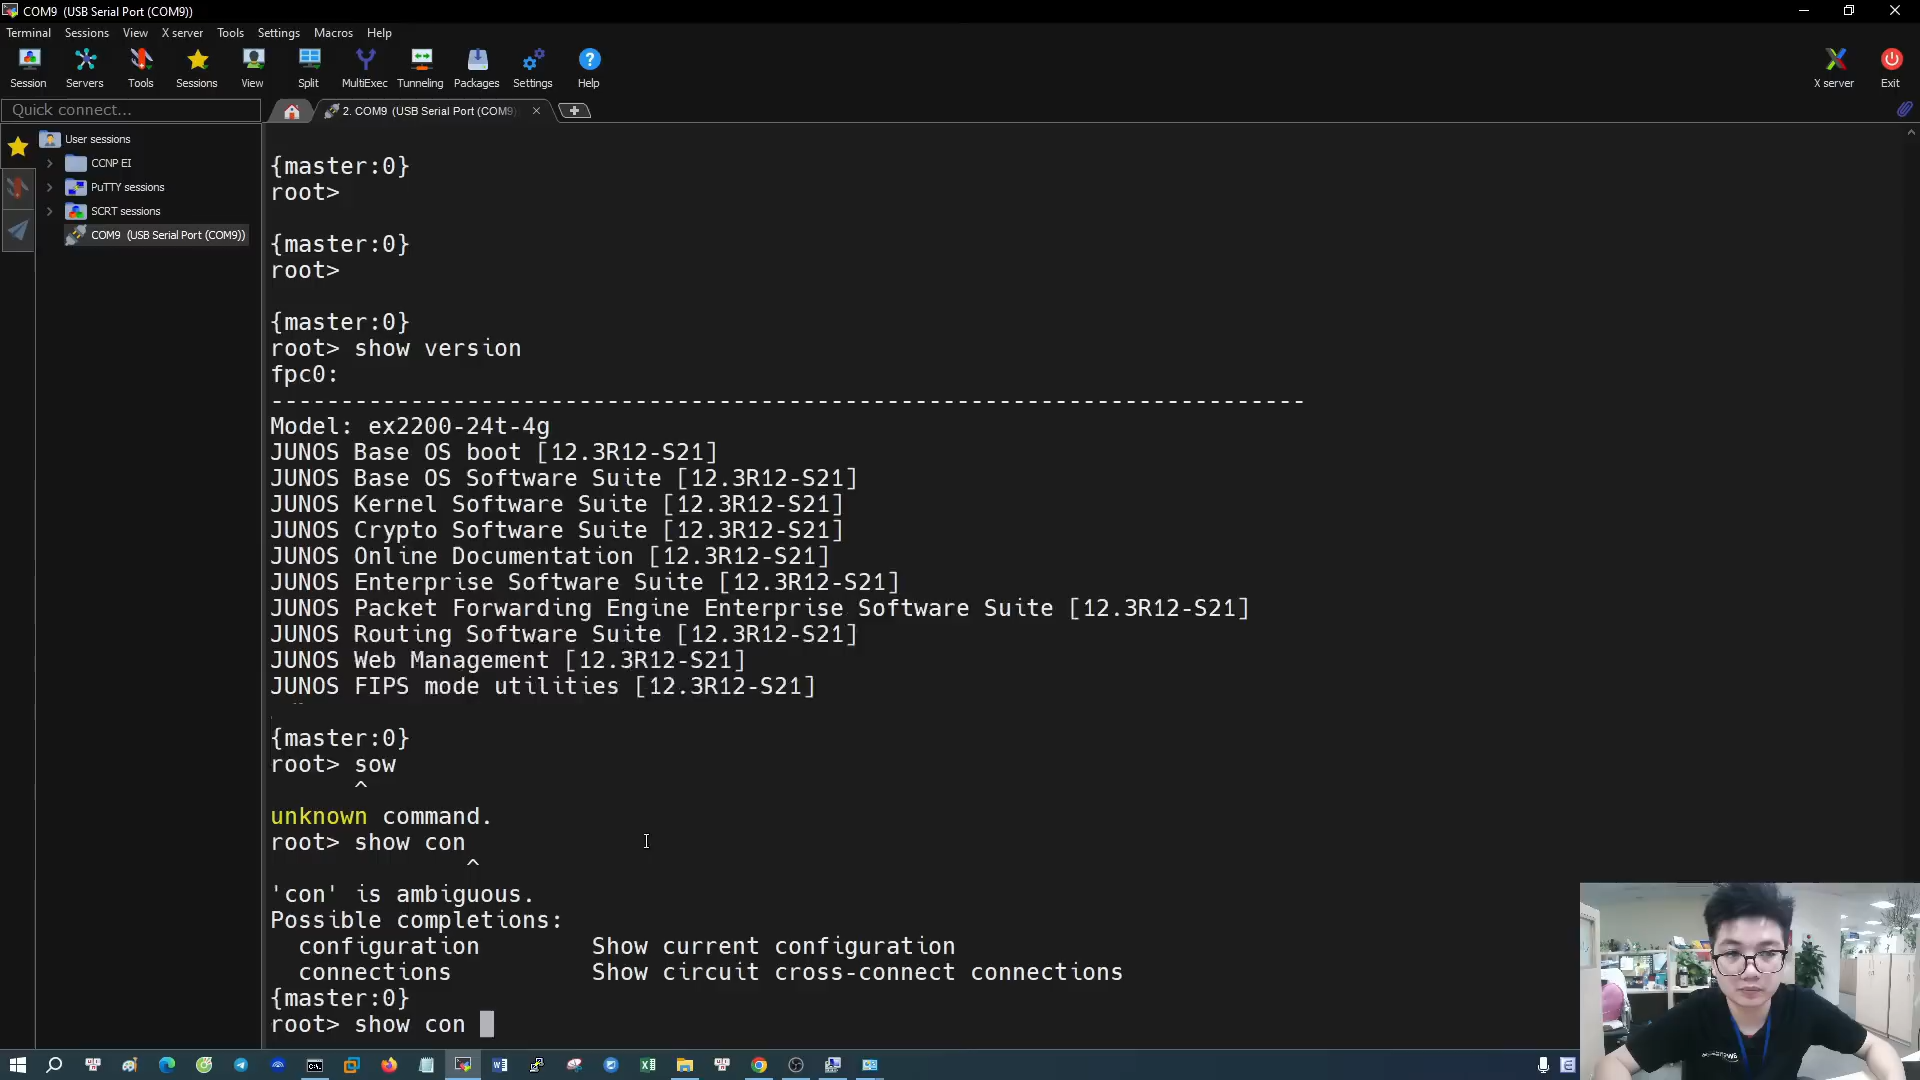 COM9  (USB Serial Port (COM9))
Terminal Sessions View X server Tools Settings Macros Help
Session Servers Tools Sessions View Split MultiExec Tunneling Packages Settings Help X server Exit
Quick connect...
2. COM9  (USB Serial Port (COM9)
User sessions
CCNP EI
PuTTY sessions
SCRT sessions
COM9  (USB Serial Port (COM9))
{master:0}
root>
{master:0}
root>
{master:0}
root> show version
fpc0:
--------------------------------------------------------------------------
Model: ex2200-24t-4g
JUNOS Base OS boot [12.3R12-S21]
JUNOS Base OS Software Suite [12.3R12-S21]
JUNOS Kernel Software Suite [12.3R12-S21]
JUNOS Crypto Software Suite [12.3R12-S21]
JUNOS Online Documentation [12.3R12-S21]
JUNOS Enterprise Software Suite [12.3R12-S21]
JUNOS Packet Forwarding Engine Enterprise Software Suite [12.3R12-S21]
JUNOS Routing Software Suite [12.3R12-S21]
JUNOS Web Management [12.3R12-S21]
JUNOS FIPS mode utilities [12.3R12-S21]
{master:0}
root> sow
^
unknown command.
root> show con
^
'con' is ambiguous.
Possible completions:
configuration        Show current configuration
connections          Show circuit cross-connect connections
{master:0}
root> show con